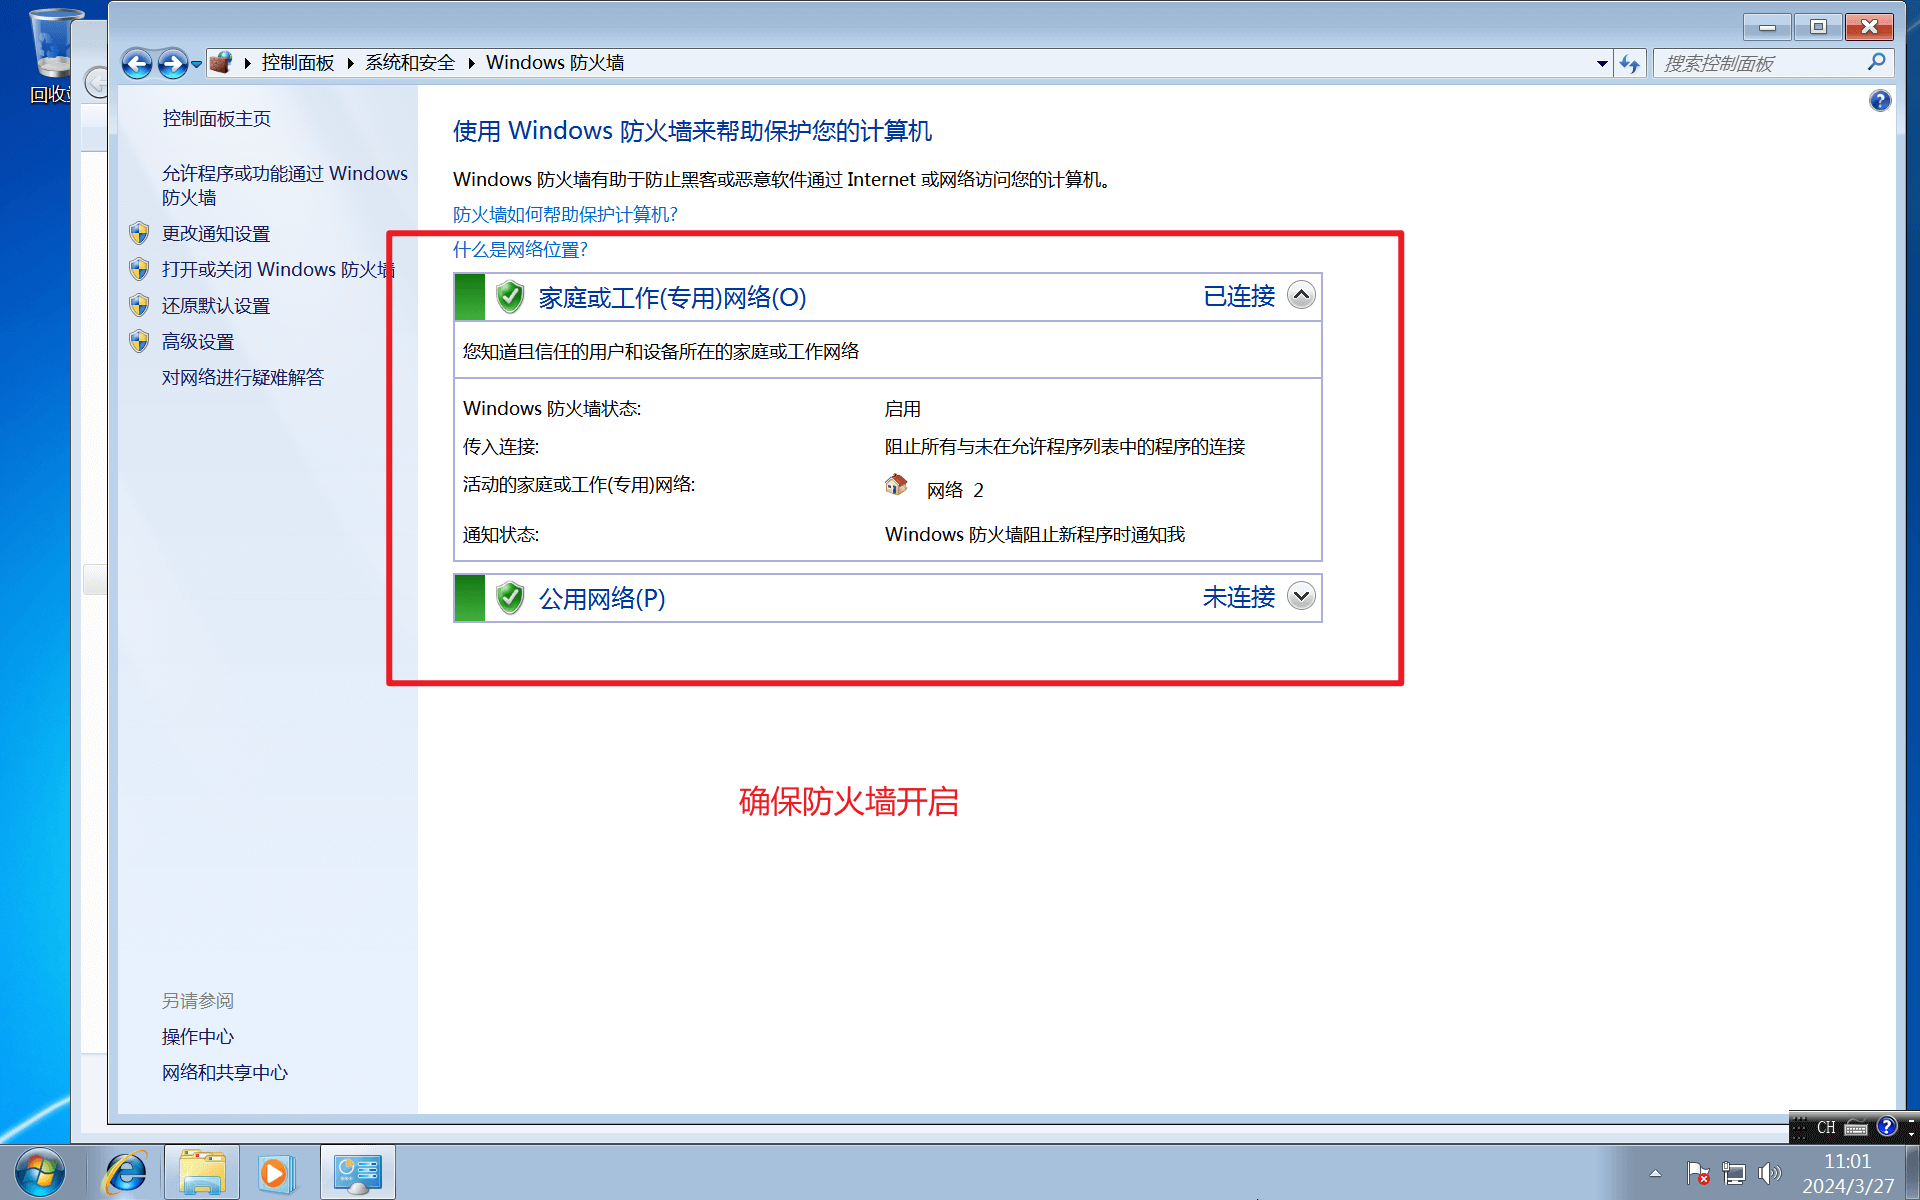 回收
控制面板 系统和安全 Windows 防火墙
搜索控制面板
控制面板主页
允许程序或功能通过 Windows
防火墙
更改通知设置
打开或关闭 Windows 防火墙
还原默认设置
高级设置
对网络进行疑难解答
另请参阅
操作中心
网络和共享中心
使用 Windows 防火墙来帮助保护您的计算机
Windows 防火墙有助于防止黑客或恶意软件通过 Internet 或网络访问您的计算机。
防火墙如何帮助保护计算机?
什么是网络位置?
家庭或工作(专用)网络(O) 已连接
您知道且信任的用户和设备所在的家庭或工作网络
Windows 防火墙状态: 启用
传入连接: 阻止所有与未在允许程序列表中的程序的连接
活动的家庭或工作(专用)网络: 网络 2
通知状态: Windows 防火墙阻止新程序时通知我
公用网络(P) 未连接
确保防火墙开启
CH
11:01
2024/3/27